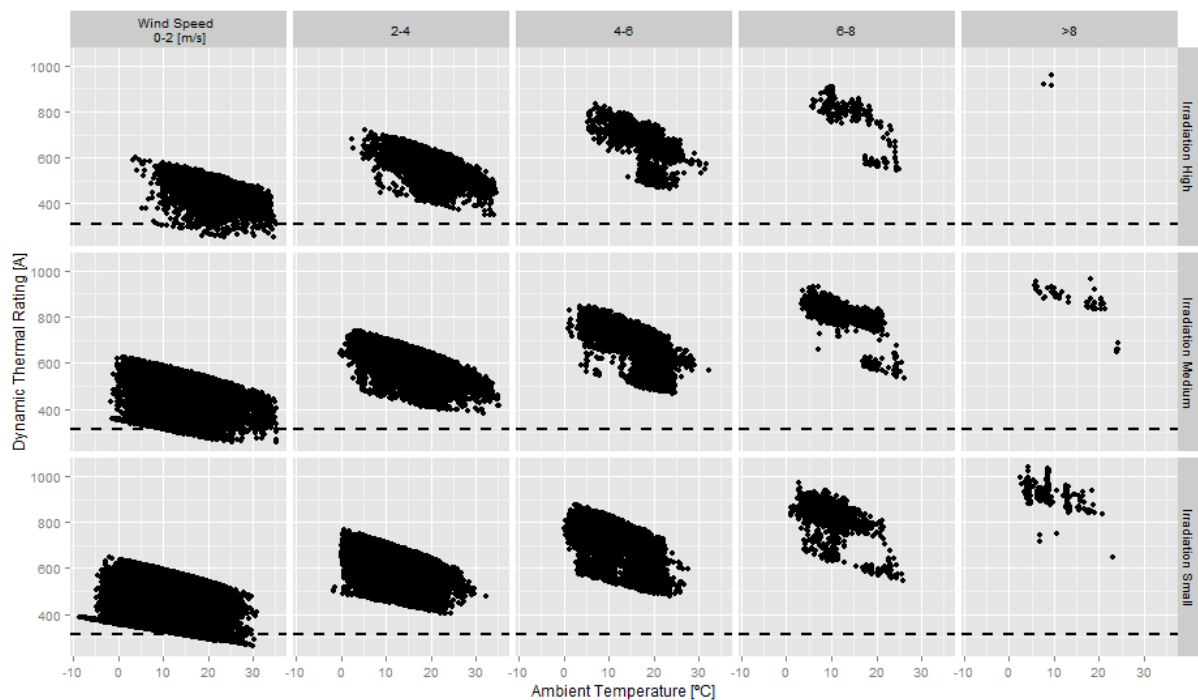 Wind Speed
0-2 [m/s]
2-4
4-6
6-8
>8
1000
800
600
400
Irradiation High
Dynamic Thermal Rating [A]
1000
800
600
400
Irradiation Medium
1000
800
600
400
Irradiation Small
-10 0 10 20 30
-10 0 10 20 30
-10 0 10 20 30
-10 0 10 20 30
-10 0 10 20 30
Ambient Temperature [ºC]